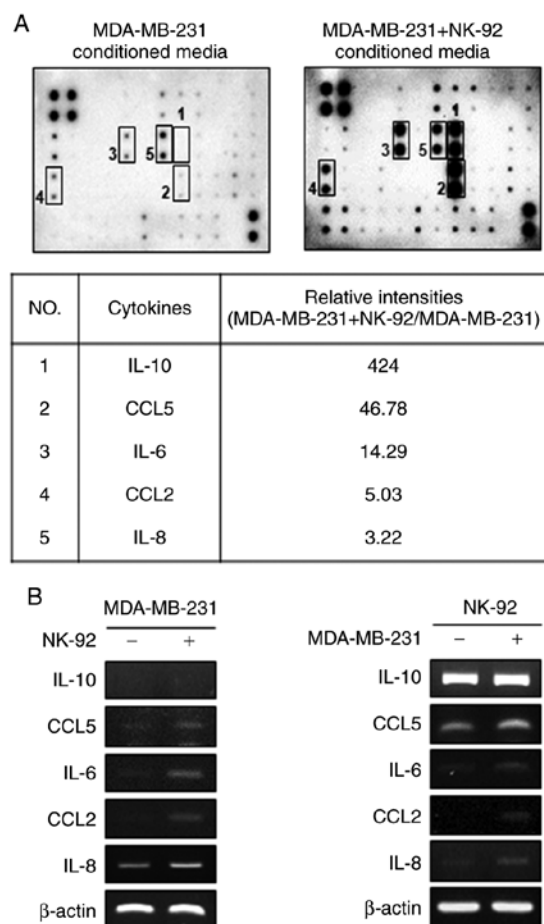 A
MDA-MB-231
conditioned media
MDA-MB-231+NK-92
conditioned media
1
3
5
4
2
1
3
5
4
2
NO.
Cytokines
Relative intensities
(MDA-MB-231+NK-92/MDA-MB-231)
1 IL-10 424
2 CCL5 46.78
3 IL-6 14.29
4 CCL2 5.03
5 IL-8 3.22
B
MDA-MB-231
NK-92 − +
IL-10
CCL5
IL-6
CCL2
IL-8
β-actin
NK-92
MDA-MB-231 − +
IL-10
CCL5
IL-6
CCL2
IL-8
β-actin